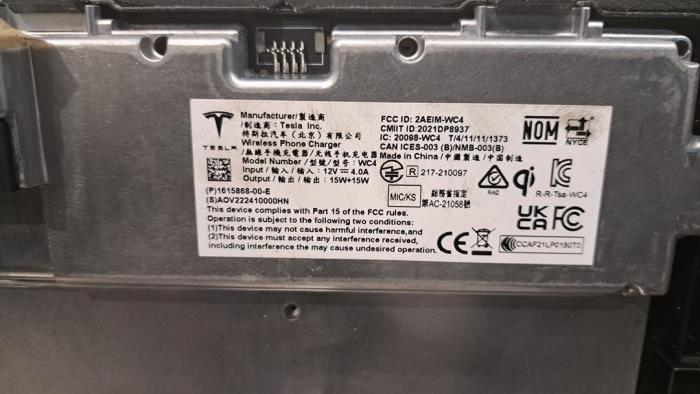 TESLA
Manufacturer/製造商
/制造商: Tesla Inc.
特斯拉汽车(北京)有限公司
Wireless Phone Charger
/無線手機充電器/无线手机充电器
Model Number /型號/型号: WC4
Input / 輸入 / 输入: 12V⎓4.0A
Output / 輸出 / 输出: 15W+15W
(P)1615868-00-E
(S)AOV222410000HN
This device complies with Part 15 of the FCC rules.
Operation is subject to the following two conditions:
(1)This device may not cause harmful interference,and
(2)This device must accept any interference received,
including interference may cause undesired operation.
FCC ID: 2AEIM-WC4
CMIIT ID:2021DP8937
IC: 20098-WC4 T/4/11/11/1373
CAN ICES-003 (B)/NMB-003(B)
Made in China / 中國製造 / 中国制造
R 217-210097
MIC/KS
第AC-21058號
NOM
NYCE
RAIZ
qi
R-R-Tsa-WC4
UK
CA
FC
CE
CCAF21LP0180T0